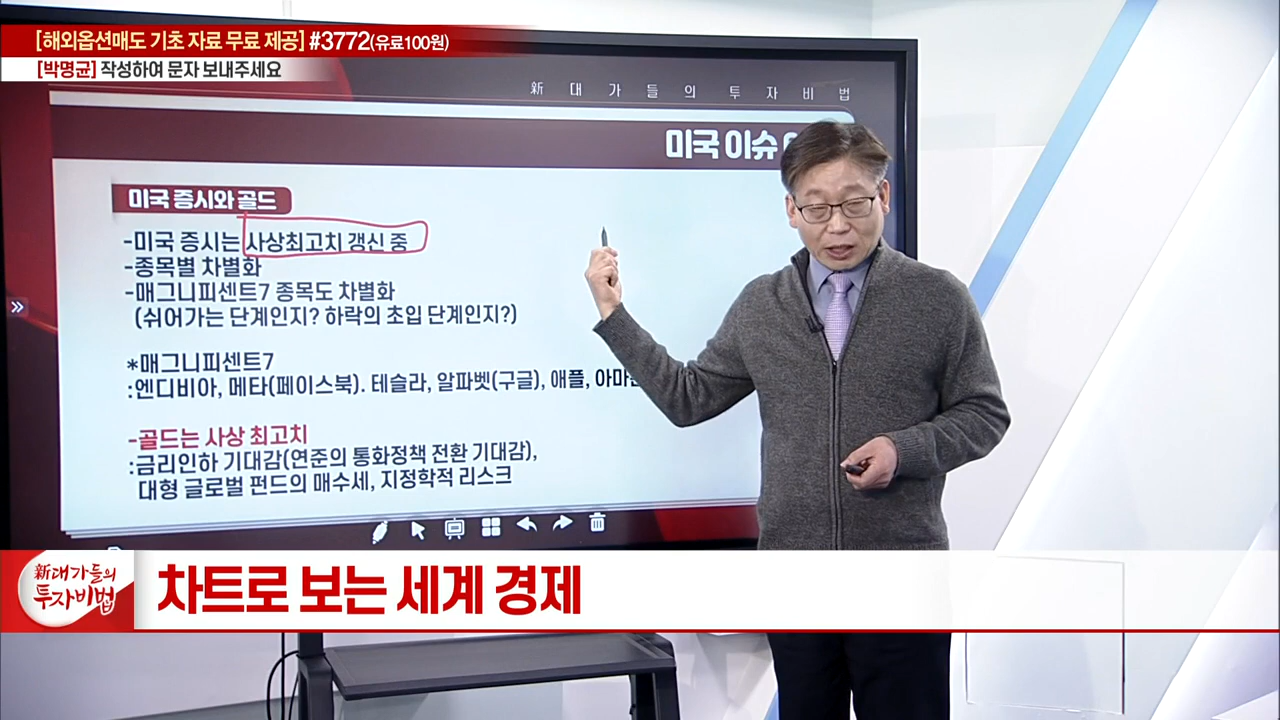 [해외옵션매도 기초 자료 무료 제공] #3772(유료100원)
[박명균] 작성하여 문자 보내주세요
新 대가들의 투자비법
미국 이슈
미국 증시와 골드
-미국 증시는 사상최고치 갱신 중
-종목별 차별화
-매그니피센트7 종목도 차별화
(쉬어가는 단계인지? 하락의 초입 단계인지?)
*매그니피센트7
:엔디비아, 메타(페이스북). 테슬라, 알파벳(구글), 애플,
-골드는 사상 최고치
:금리인하 기대감(연준의 통화정책 전환 기대감),
대형 글로벌 펀드의 매수세, 지정학적 리스크
新대가들의
투자비법
차트로 보는 세계 경제